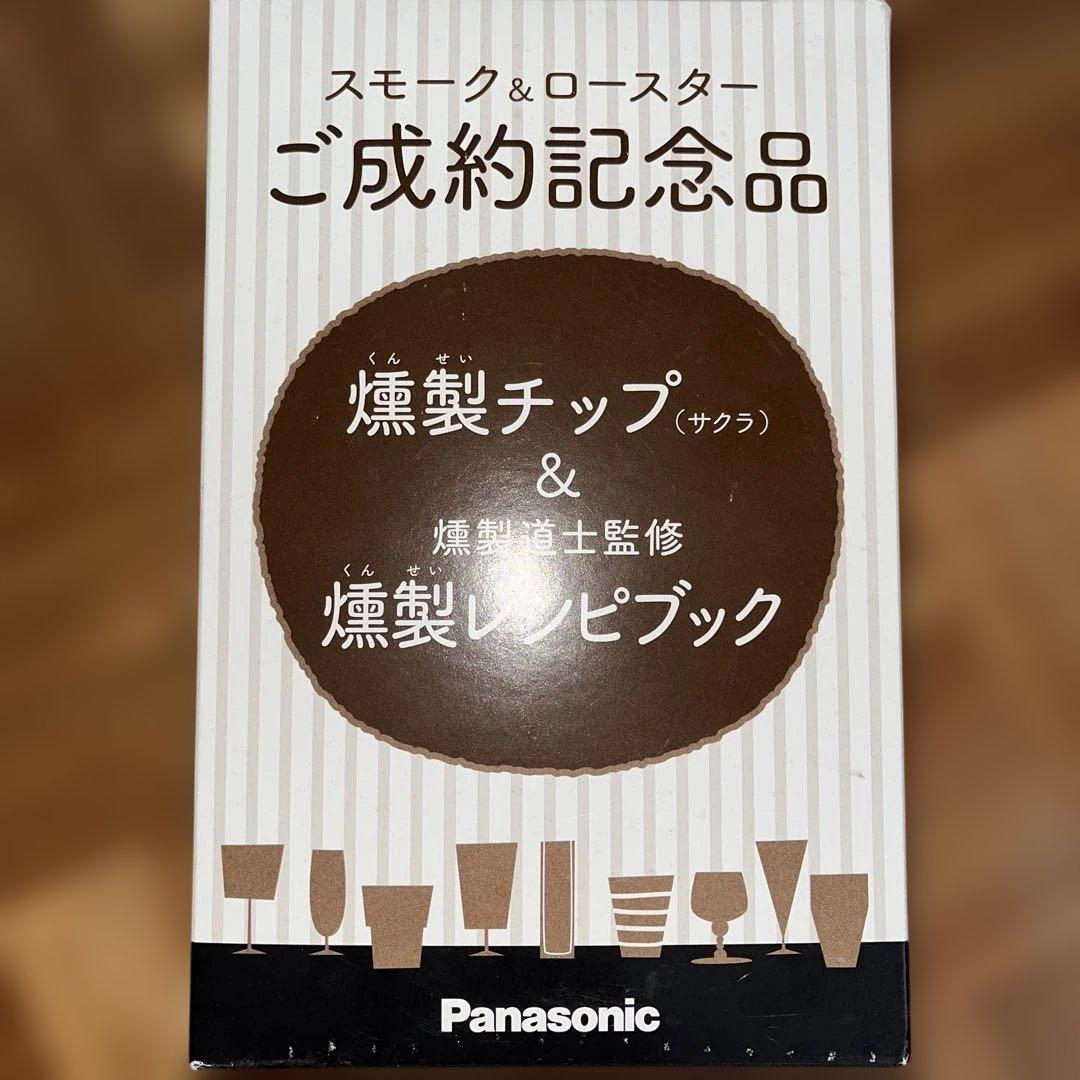 スモーク&ロースター
ご成約記念品
くんせい
燻製チップ(サクラ)
&
燻製道士監修
くんせい
燻製レシピブック
Panasonic